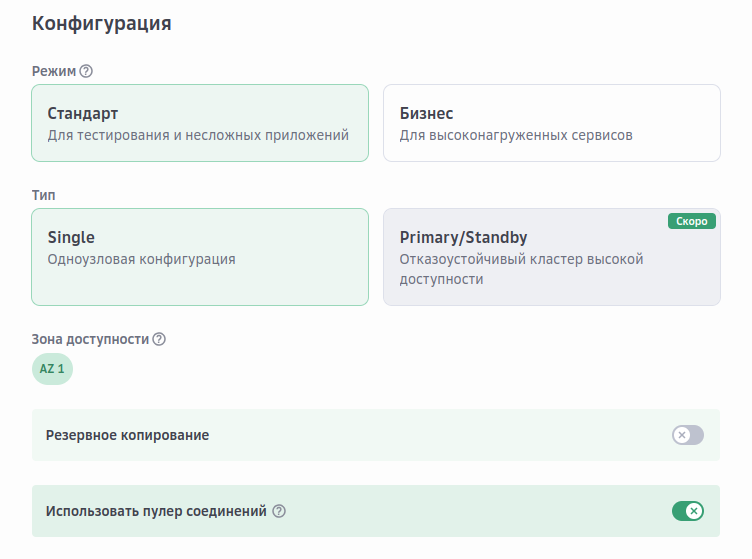 Конфигурация
Режим
Стандарт
Для тестирования и несложных приложений
Бизнес
Для высоконагруженных сервисов
Тип
Single
Одноузловая конфигурация
Скоро
Primary/Standby
Отказоустойчивый кластер высокой
доступности
Зона доступности
AZ 1
Резервное копирование
Использовать пулер соединений